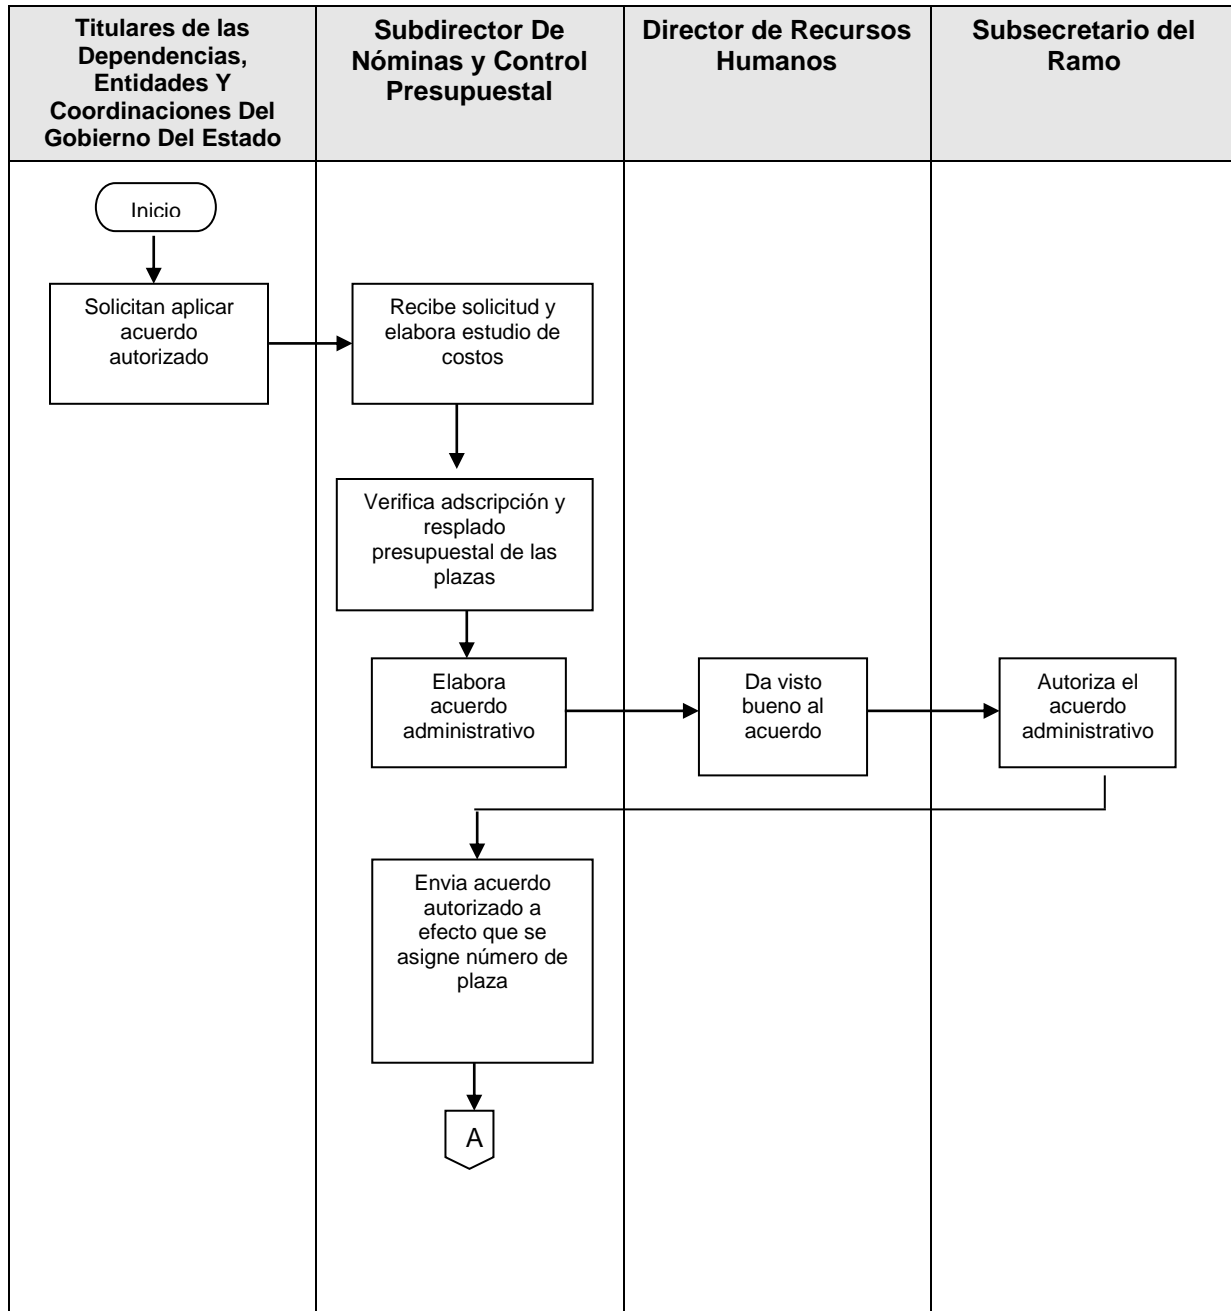 Titulares de las
Dependencias,
Entidades Y
Coordinaciones Del
Gobierno Del Estado
Subdirector De
Nóminas y Control
Presupuestal
Director de Recursos
Humanos
Subsecretario del
Ramo
Inicio
Solicitan aplicar
acuerdo
autorizado
Recibe solicitud y
elabora estudio de
costos
Verifica adscripción y
resplado
presupuestal de las
plazas
Elabora
acuerdo
administrativo
Da visto
bueno al
acuerdo
Autoriza el
acuerdo
administrativo
Envia acuerdo
autorizado a
efecto que se
asigne número de
plaza
A